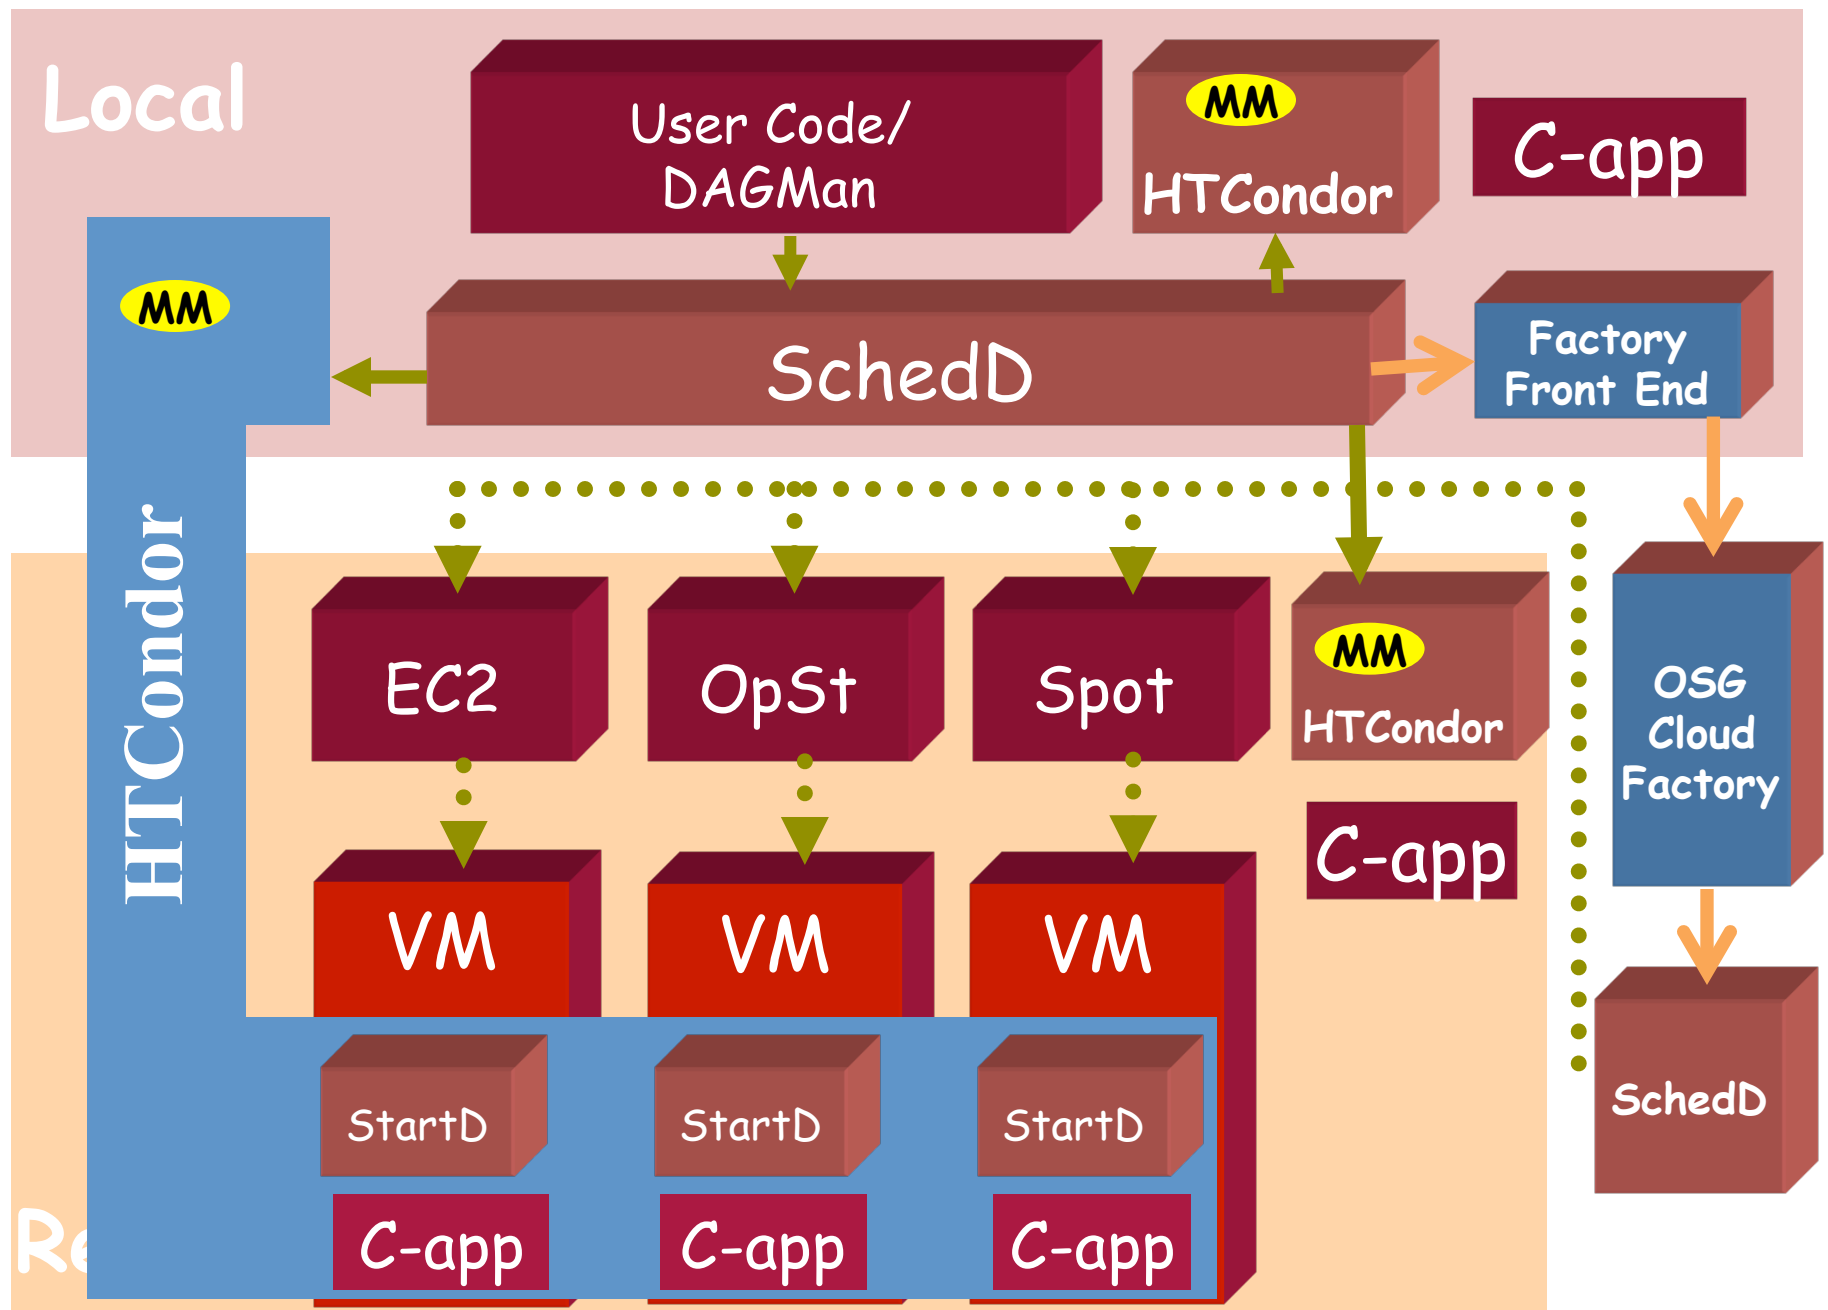 Local
User Code/
DAGMan
MM
HTCondor
C-app
MM
SchedD
Factory
Front End
HTCondor
EC2
OpSt
Spot
MM
HTCondor
OSG
Cloud
Factory
C-app
VM
VM
VM
StartD
StartD
StartD
SchedD
C-app
C-app
C-app